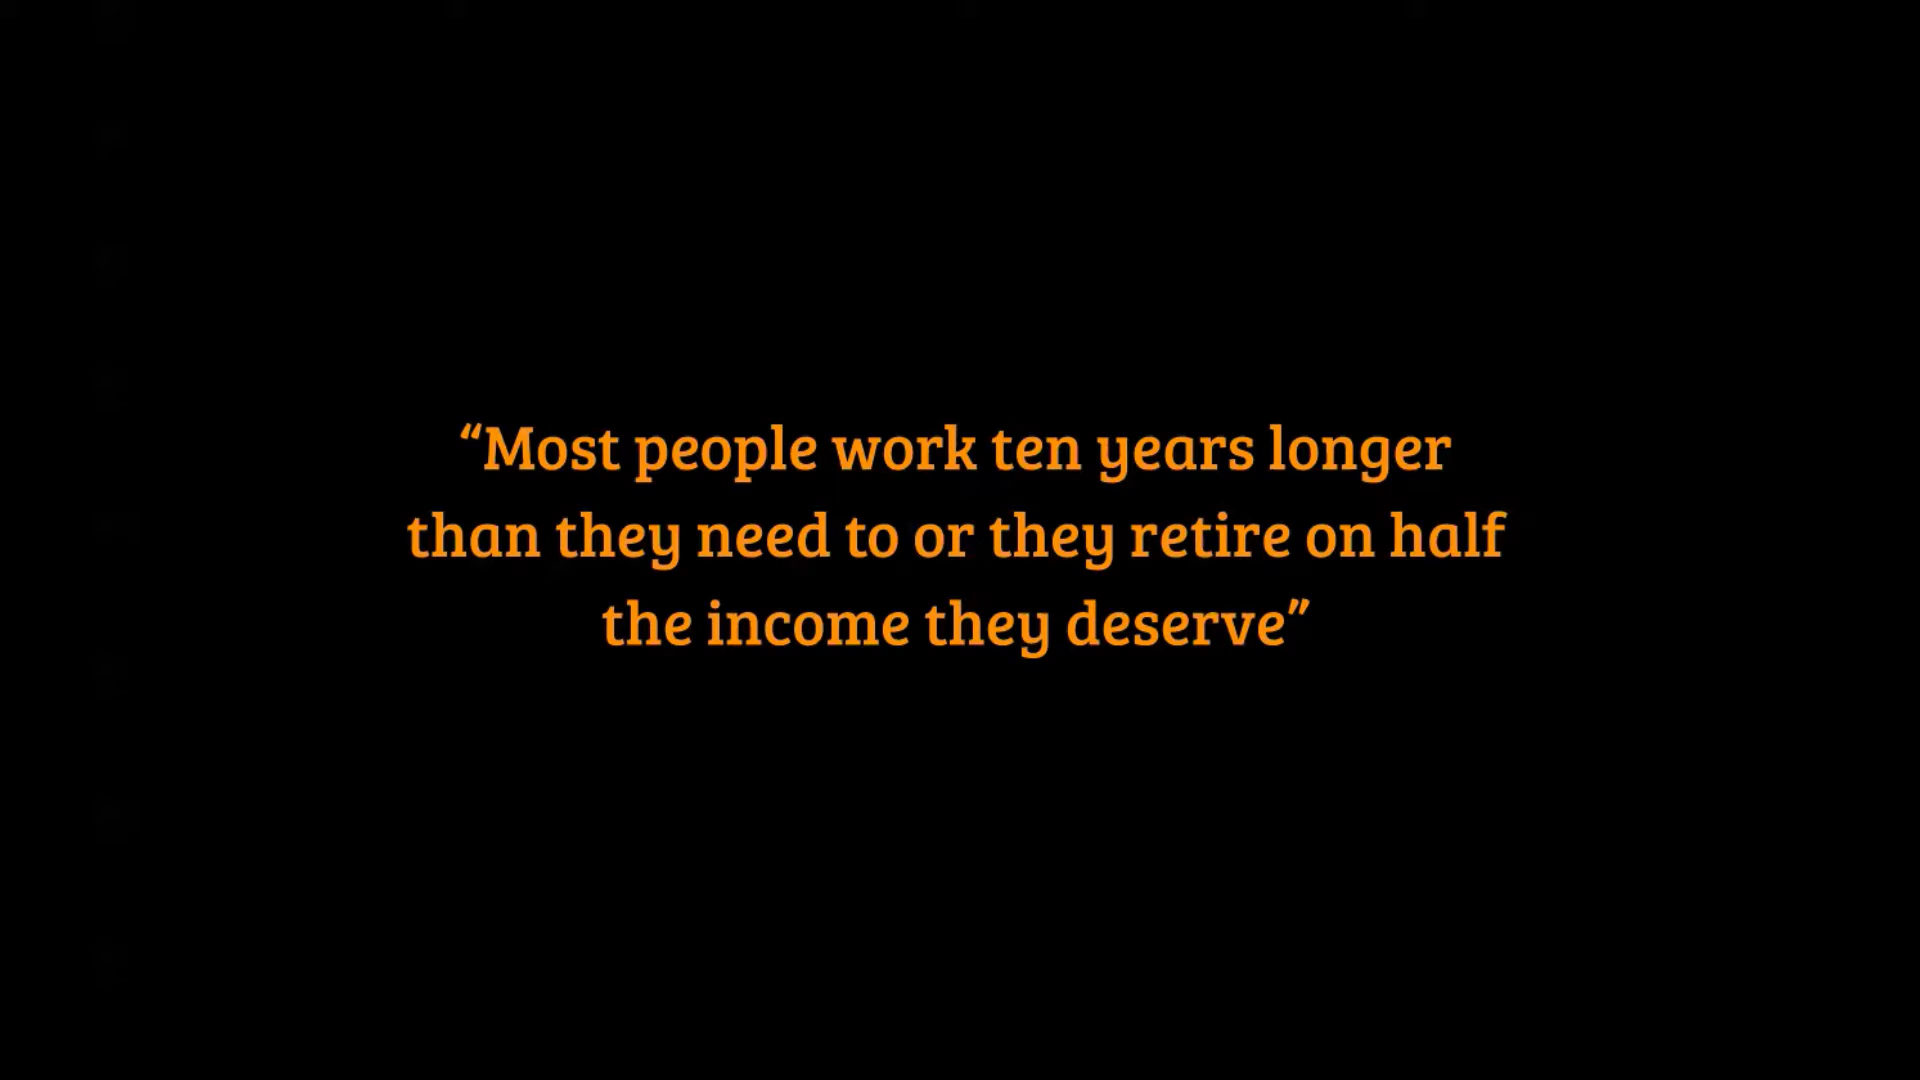 “Most people work ten years longer
than they need to or they retire on half
the income they deserve”